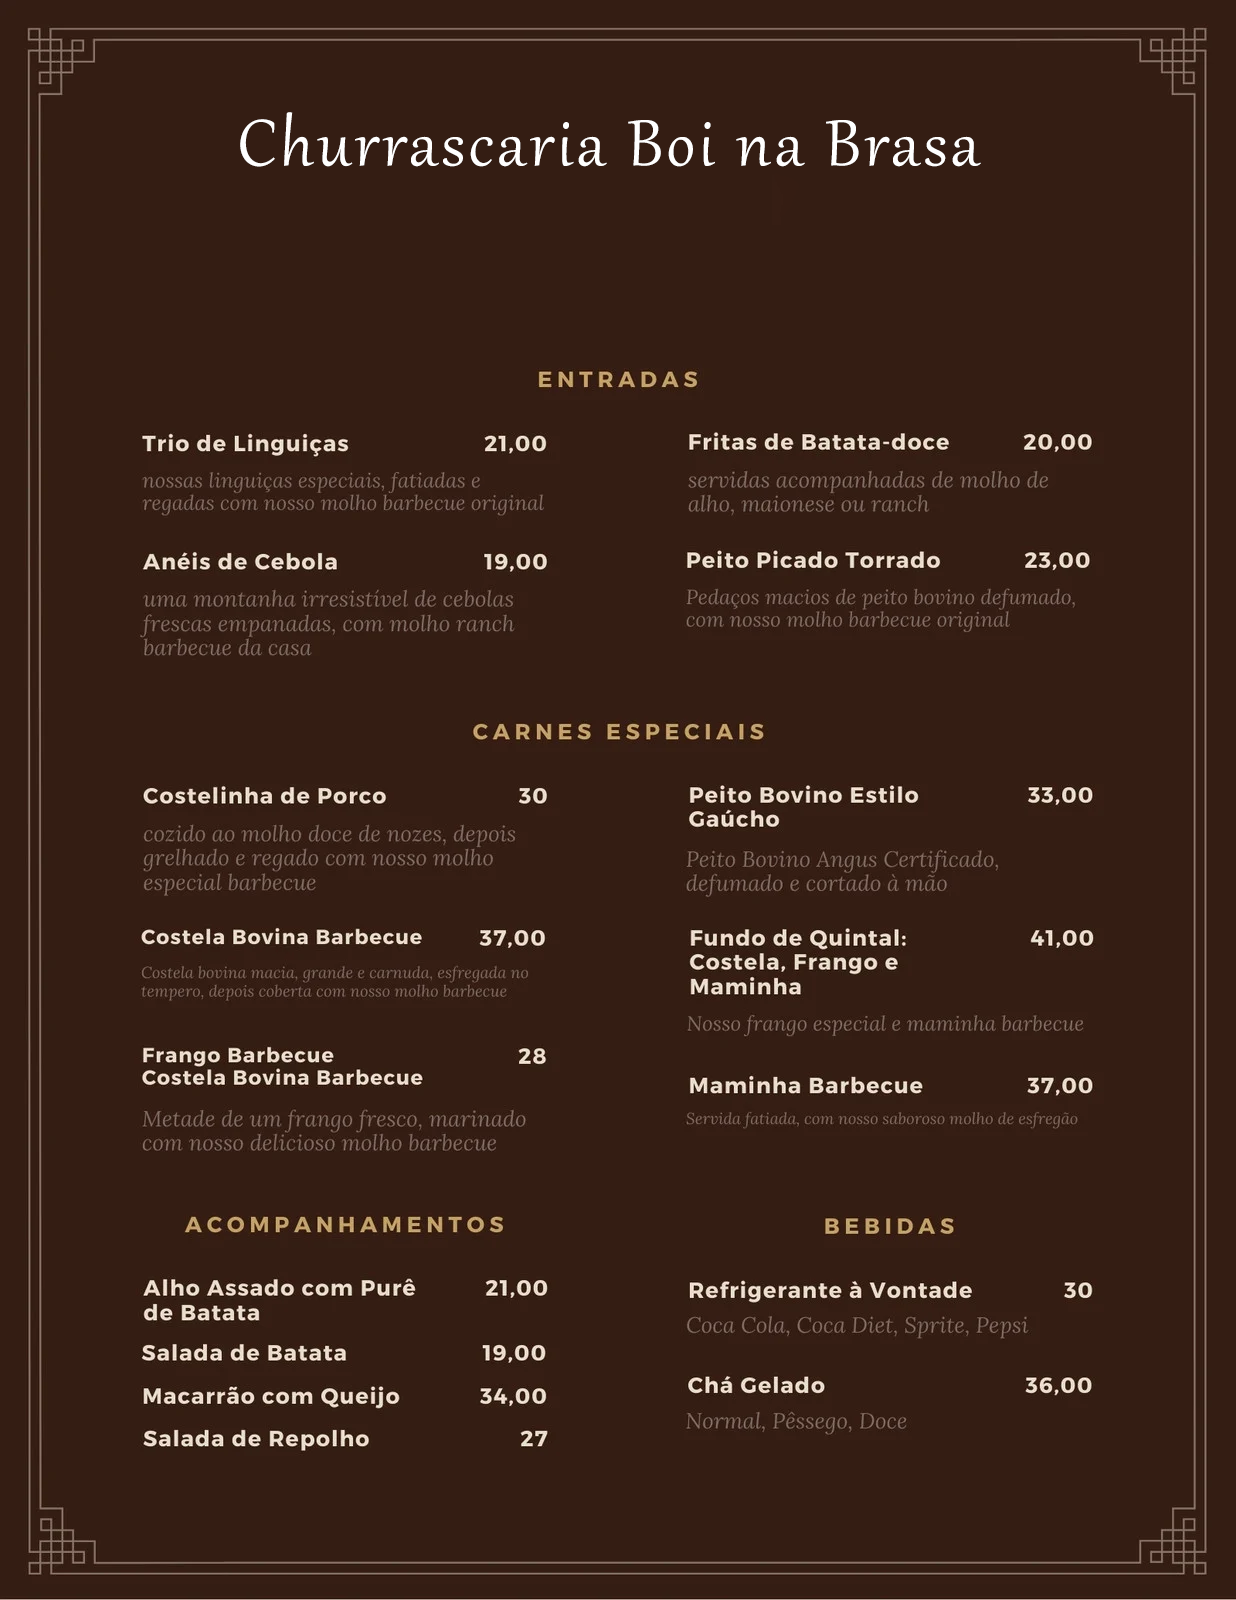 Churrascaria Boi na Brasa
ENTRADAS
Trio de Linguiças 21,00
nossas linguiças especiais, fatiadas e
regadas com nosso molho barbecue original
Anéis de Cebola 19,00
uma montanha irresistível de cebolas
frescas empanadas, com molho ranch
barbecue da casa
Fritas de Batata-doce 20,00
servidas acompanhadas de molho de
alho, maionese ou ranch
Peito Picado Torrado 23,00
Pedaços macios de peito bovino defumado,
com nosso molho barbecue original
CARNES ESPECIAIS
Costelinha de Porco 30
cozido ao molho doce de nozes, depois
grelhado e regado com nosso molho
especial barbecue
Costela Bovina Barbecue 37,00
Costela bovina macia, grande e carnuda, esfregada no
tempero, depois coberta com nosso molho barbecue
Frango Barbecue 28
Costela Bovina Barbecue
Metade de um frango fresco, marinado
com nosso delicioso molho barbecue
Peito Bovino Estilo 33,00
Gaúcho
Peito Bovino Angus Certificado,
defumado e cortado à mão
Fundo de Quintal: 41,00
Costela, Frango e
Maminha
Nosso frango especial e maminha barbecue
Maminha Barbecue 37,00
Servida fatiada, com nosso saboroso molho de esfregão
ACOMPANHAMENTOS
Alho Assado com Purê 21,00
de Batata
Salada de Batata 19,00
Macarrão com Queijo 34,00
Salada de Repolho 27
BEBIDAS
Refrigerante à Vontade 30
Coca Cola, Coca Diet, Sprite, Pepsi
Chá Gelado 36,00
Normal, Pêssego, Doce